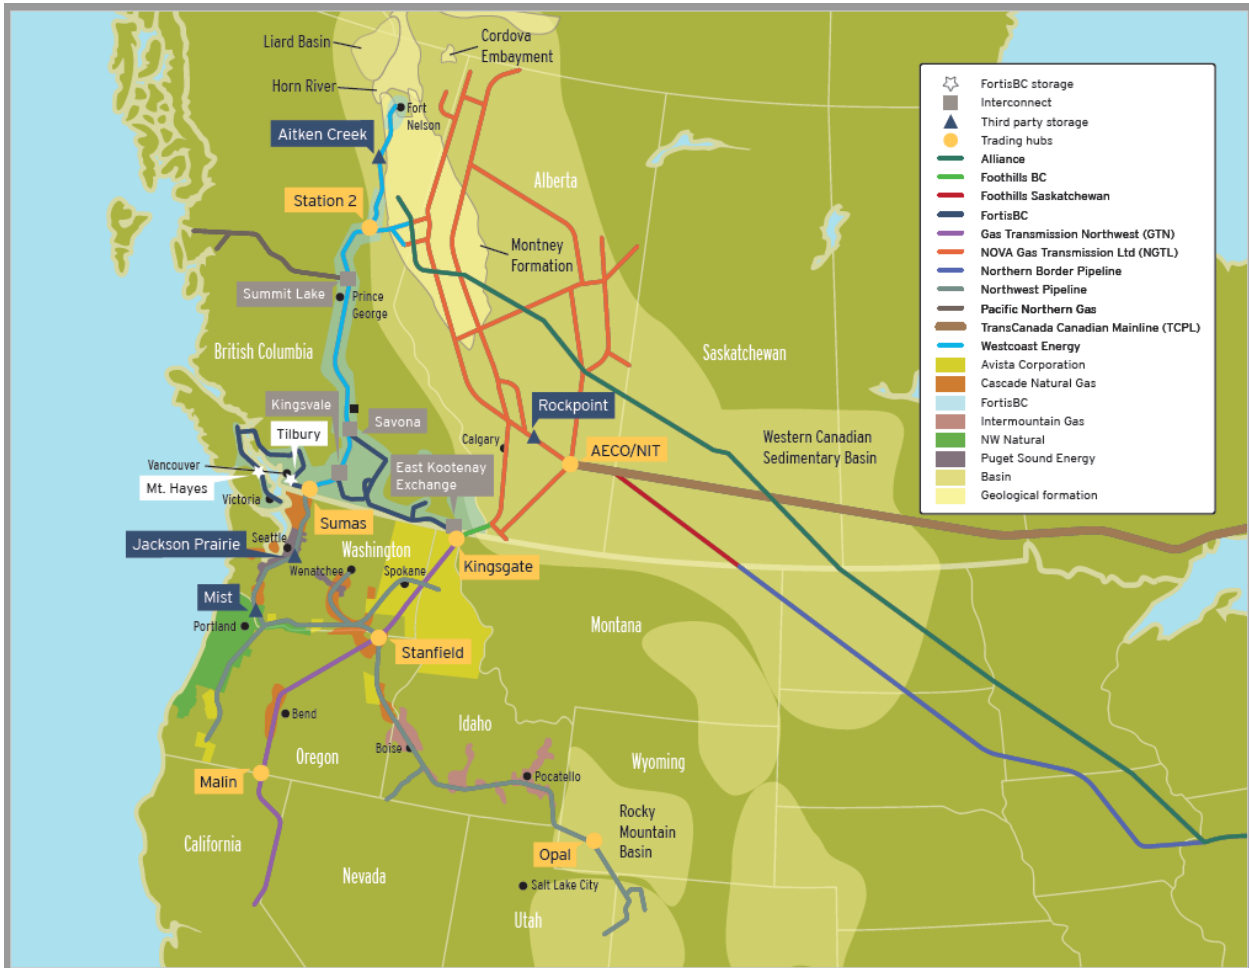 Liard Basin
Cordova
Embayment
Horn River
Fort
Nelson
Aitken Creek
Alberta
Station 2
Montney
Formation
Summit Lake
Prince
George
British Columbia
Saskatchewan
Kingsvale
Savona
Rockpoint
Tilbury
Calgary
AECO/NIT
Western Canadian
Sedimentary Basin
Vancouver
East Kootenay
Exchange
Mt. Hayes
Victoria
Sumas
Seattle
Jackson Prairie
Washington
Kingsgate
Wenatchee
Spokane
Mist
Portland
Montana
Stanfield
Bend
Idaho
Oregon
Boise
Wyoming
Malin
Pocatello
Rocky
Mountain
Basin
California
Opal
Nevada
Salt Lake City
Utah
FortisBC storage
Interconnect
Third party storage
Trading hubs
Alliance
Foothills BC
Foothills Saskatchewan
FortisBC
Gas Transmission Northwest (GTN)
NOVA Gas Transmission Ltd (NGTL)
Northern Border Pipeline
Northwest Pipeline
Pacific Northern Gas
TransCanada Canadian Mainline (TCPL)
Westcoast Energy
Avista Corporation
Cascade Natural Gas
FortisBC
Intermountain Gas
NW Natural
Puget Sound Energy
Basin
Geological formation